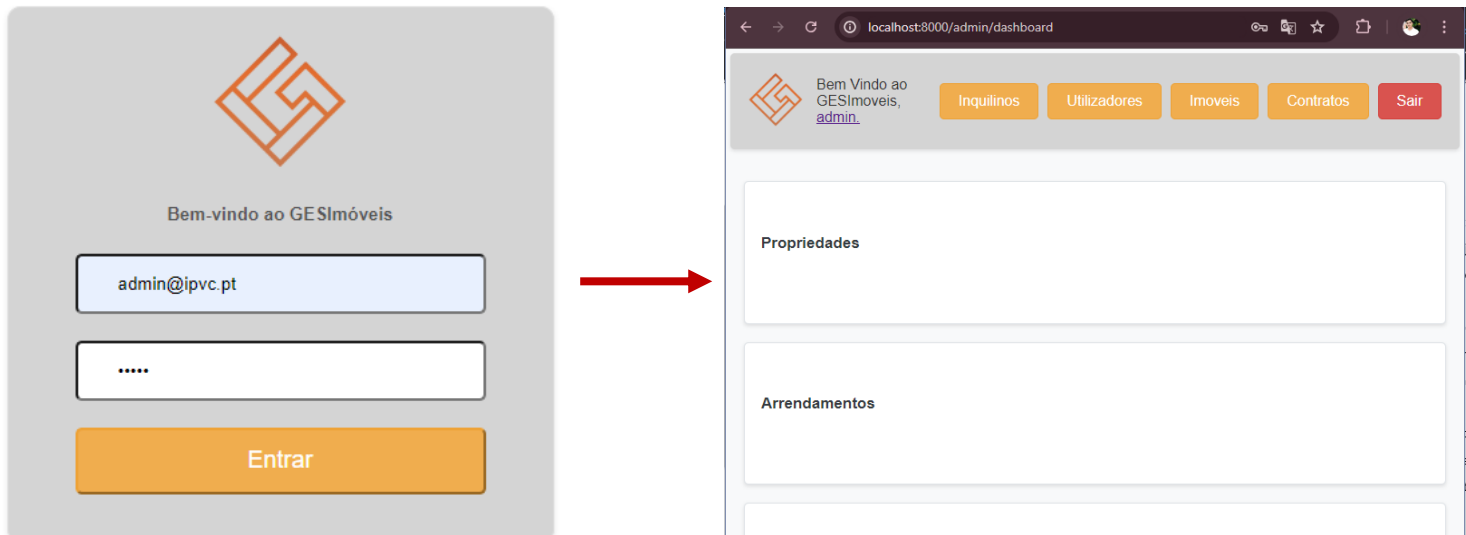 Bem-vindo ao GESImóveis
admin@ipvc.pt
•••••
Entrar
localhost:8000/admin/dashboard
Bem Vindo ao
GESImoveis,
admin.
Inquilinos
Utilizadores
Imoveis
Contratos
Sair
Propriedades
Arrendamentos